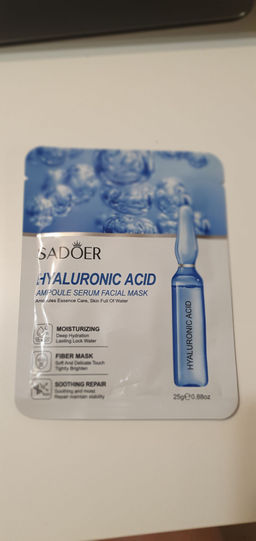 SADOER
HYALURONIC ACID
AMPOULE SERUM FACIAL MASK
Ampoules Essence Care, Skin Full Of Water
MOISTURIZING
Deep Hydration
Lasting Lock Water
FIBER MASK
Soft And Delicate Touch
Tightly Brighten
SOOTHING REPAIR
Soothing and moist
Repair maintain stability
HYALURONIC ACID
25g℮0.88oz